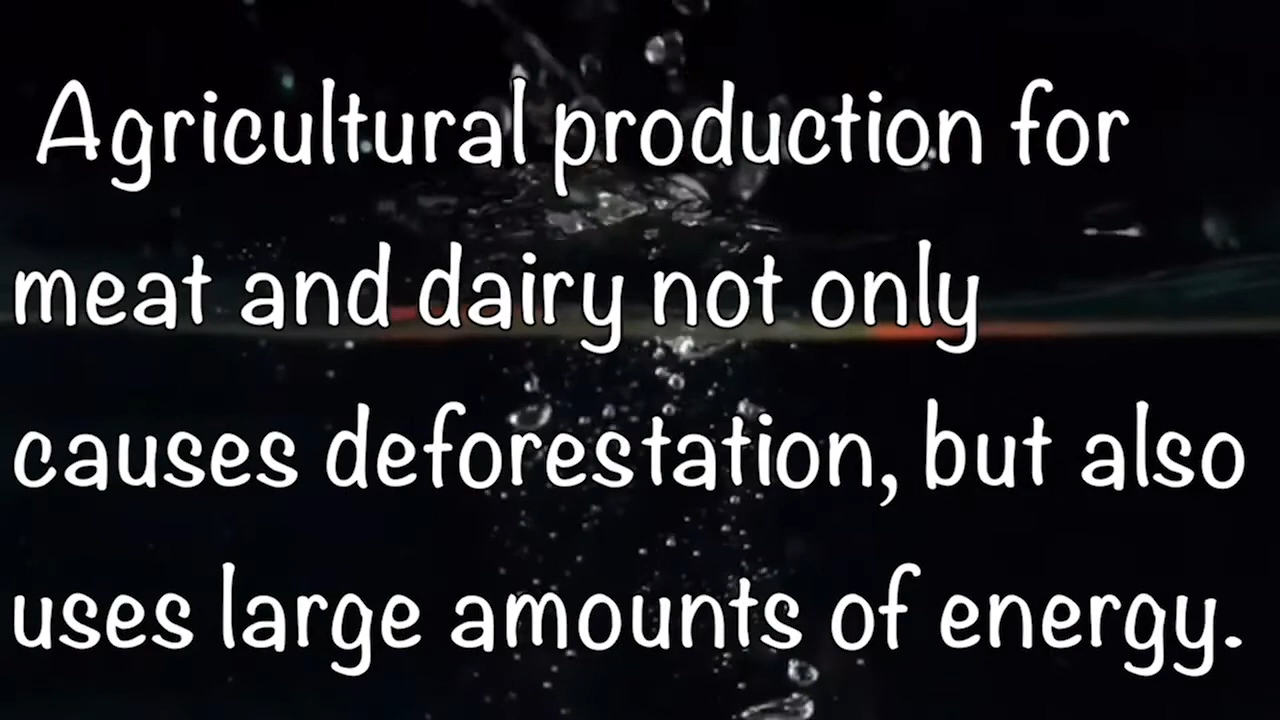 Agricultural production for
meat and dairy not only
causes deforestation, but also
uses large amounts of energy.